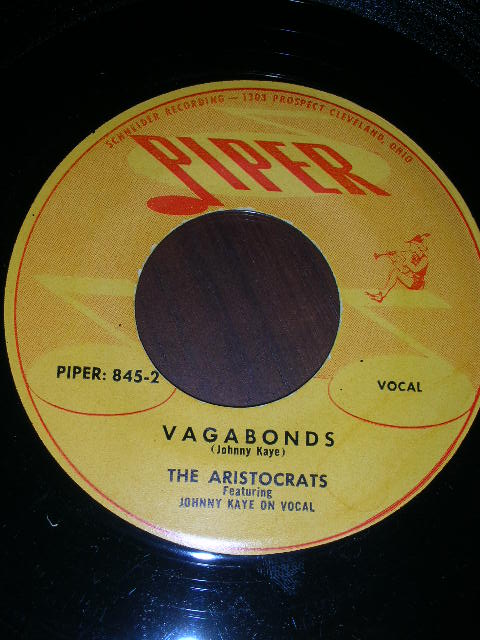 SCHNEIDER RECORDING — 1303 PROSPECT CLEVELAND, OHIO
PIPER
PIPER: 845-2
VOCAL
VAGABONDS
(Johnny Kaye)
THE ARISTOCRATS
Featuring
JOHNNY KAYE ON VOCAL